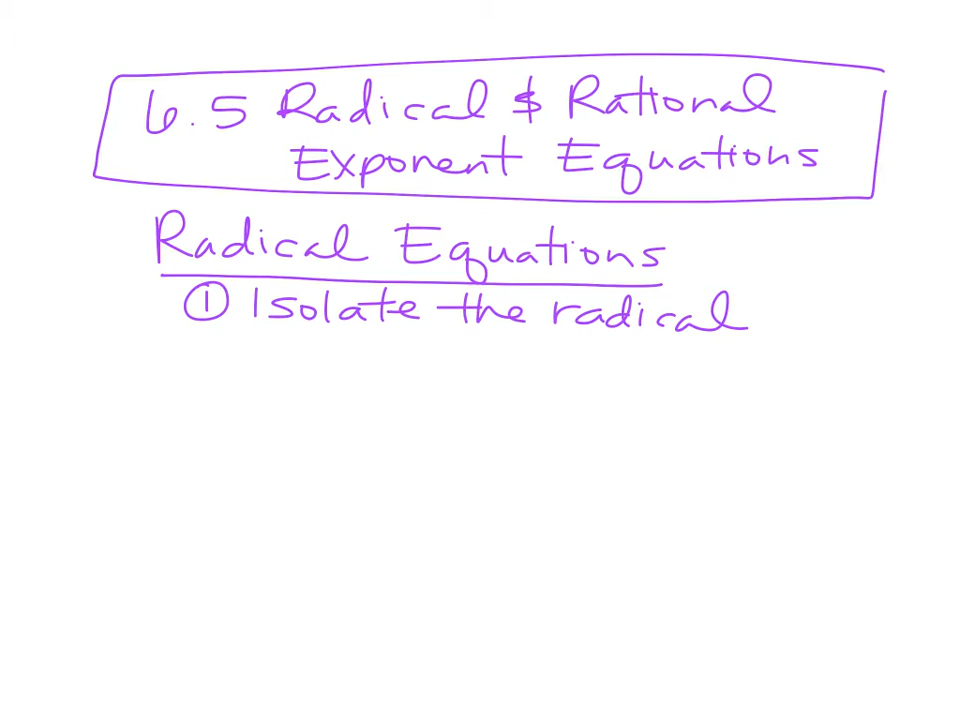 6.5 Radical & Rational
Exponent Equations
Radical Equations
① Isolate the radical